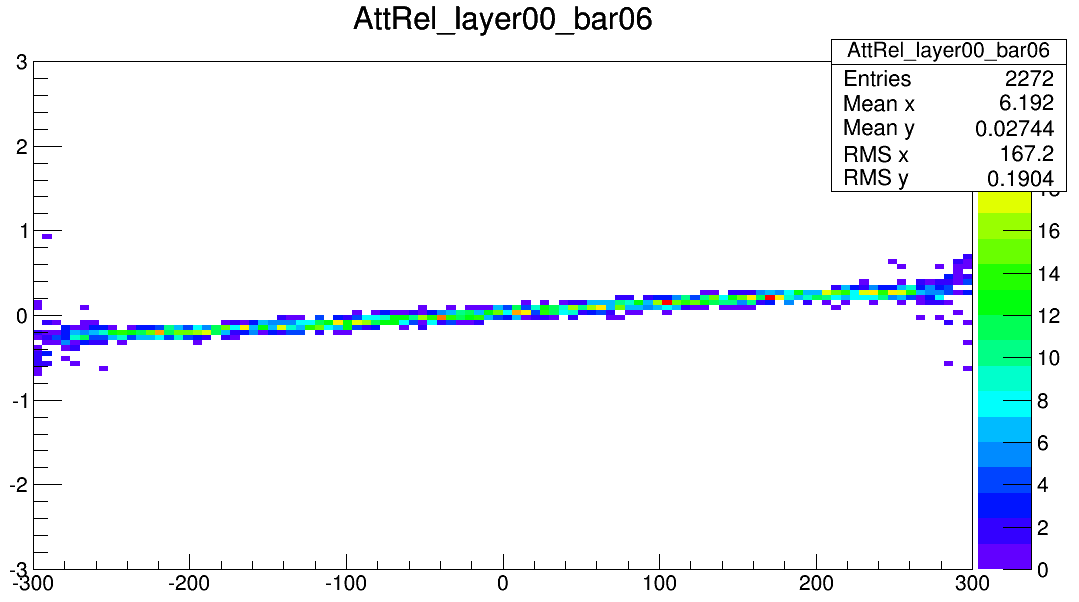 AttRel_layer00_bar06
AttRel_layer00_bar06
Entries 2272
Mean x 6.192
Mean y 0.02744
RMS x 167.2
RMS y 0.1904
3
2
1
0
-1
-2
-3
-300 -200 -100 0 100 200 300
16
14
12
10
8
6
4
2
0